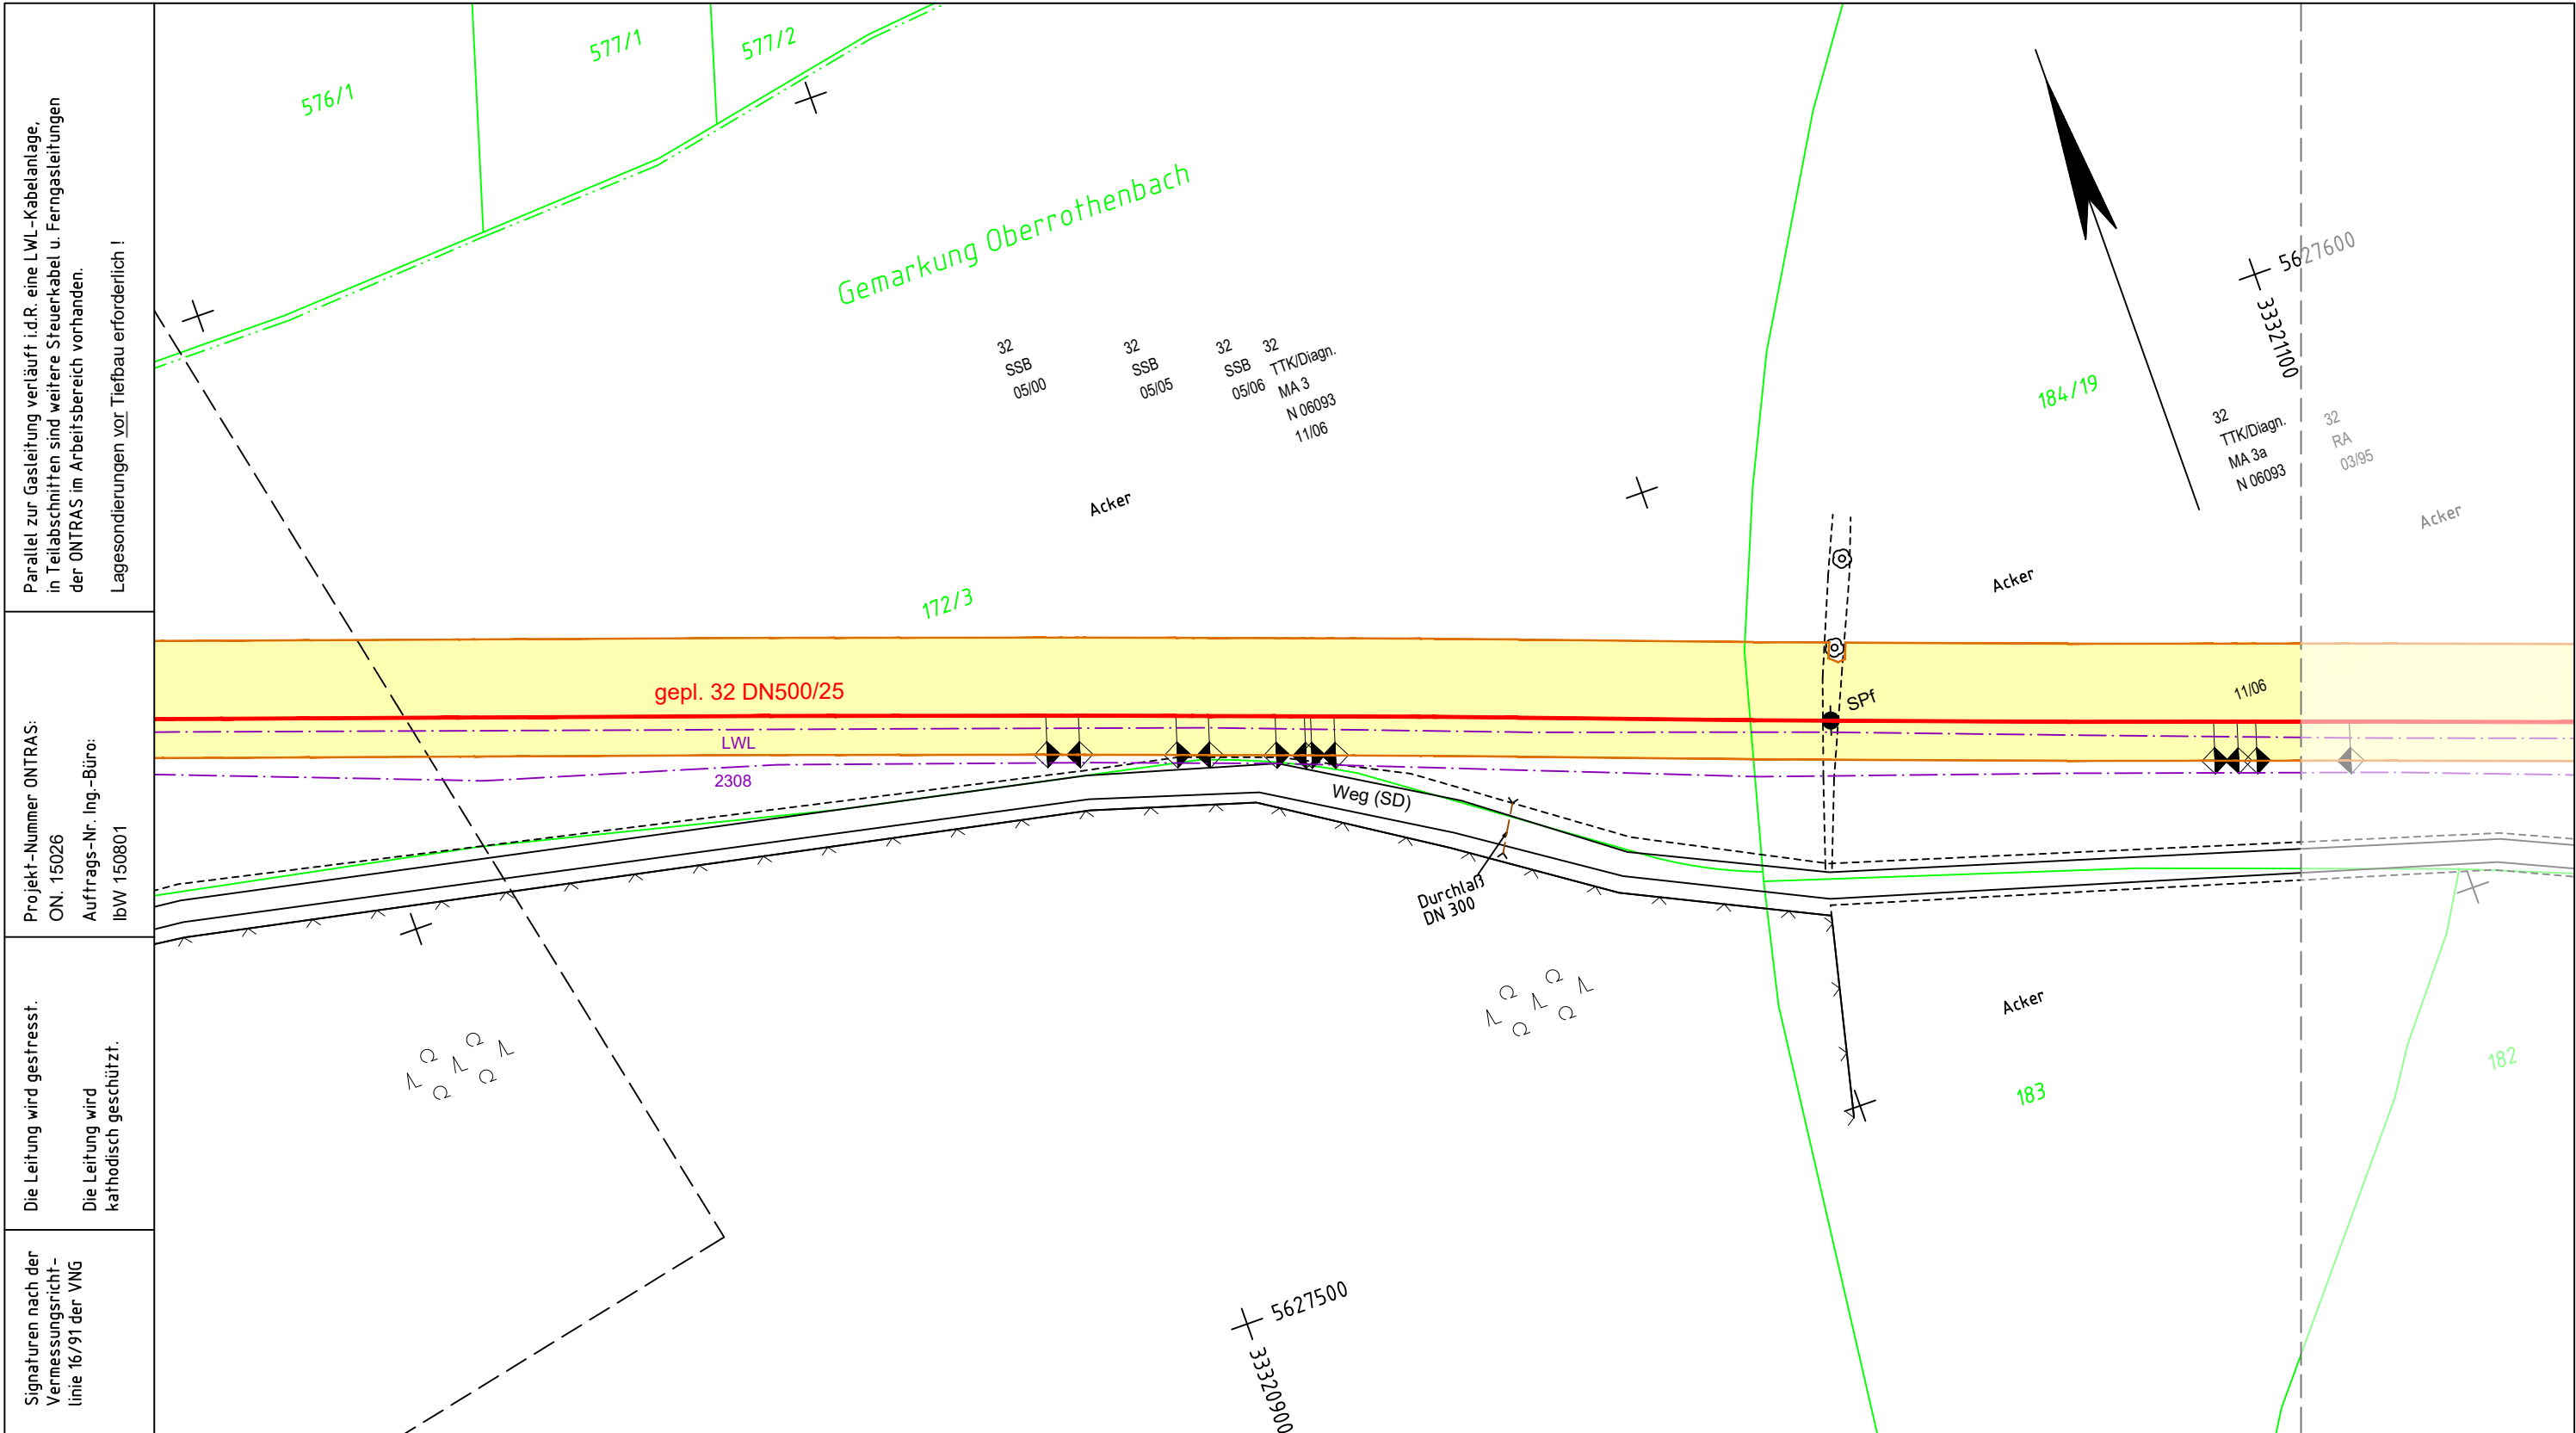 Parallel zur Gasleitung verläuft i.d.R. eine LWL-Kabelanlage,
in Teilabschnitten sind weitere Steuerkabel u. Ferngasleitungen
der ONTRAS im Arbeitsbereich vorhanden.
Lagesondierungen vor Tiefbau erforderlich !
Projekt-Nummer ONTRAS:
ON. 15026
Auftrags-Nr. Ing.-Büro:
IbW 150801
Die Leitung wird gestresst.
Die Leitung wird
kathodisch geschützt.
Signaturen nach der
Vermessungsricht-
linie 16/91 der VNG
576/1
577/1
577/2
Gemarkung Oberrothenbach
32
SSB
05/00
32
SSB
05/05
32
SSB
05/06
32
TTK/Diagn.
MA 3
N 06093
11/06
Acker
172/3
5627600
33321100
184/19
32
TTK/Diagn.
MA 3a
N 06093
32
RA
03/95
Acker
Acker
11/06
gepl. 32 DN500/25
SPf
LWL
2308
Weg (SD)
Durchlaß
DN 300
Acker
183
182
5627500
33320900